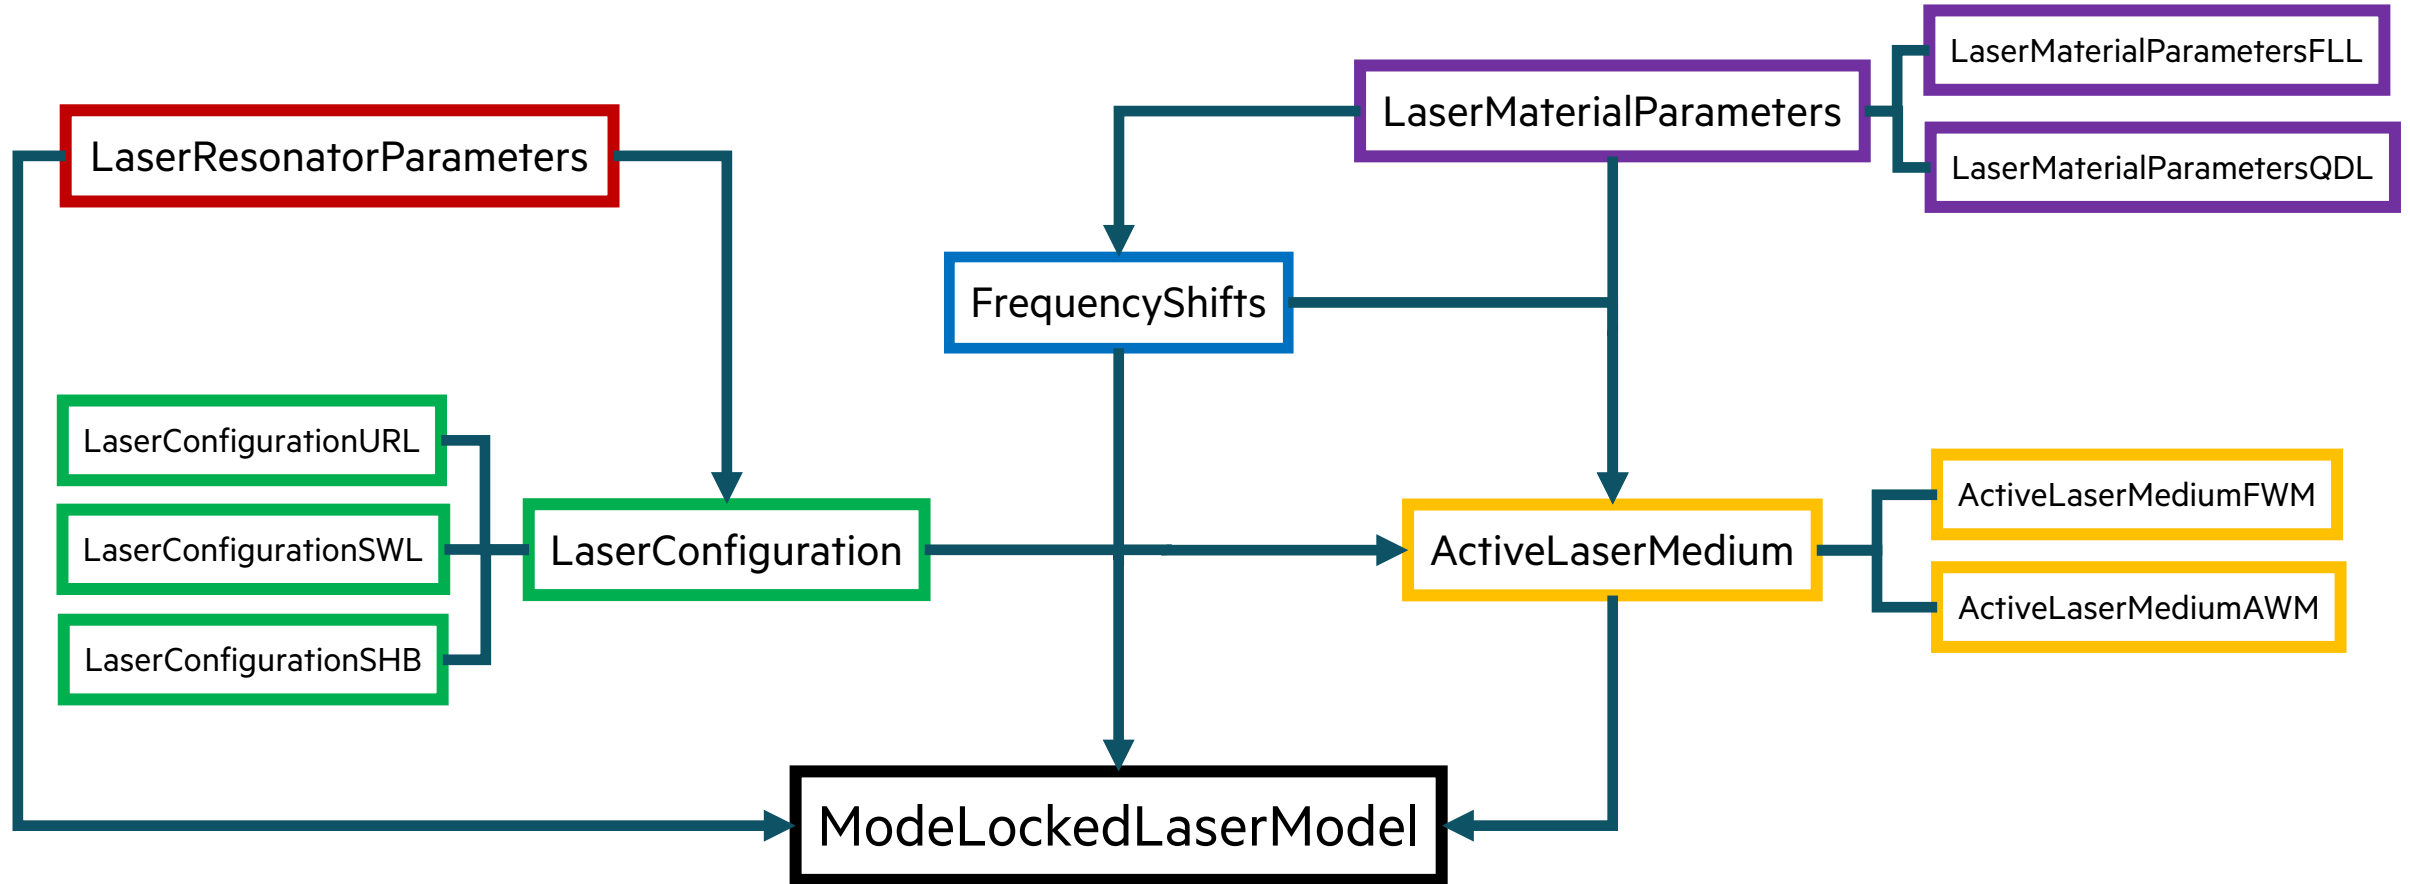 LaserMaterialParametersFLL
LaserMaterialParameters
LaserResonatorParameters
LaserMaterialParametersQDL
FrequencyShifts
LaserConfigurationURL
LaserConfigurationSWL
LaserConfigurationSHB
LaserConfiguration
ActiveLaserMedium
ActiveLaserMediumFWM
ActiveLaserMediumAWM
ModeLockedLaserModel